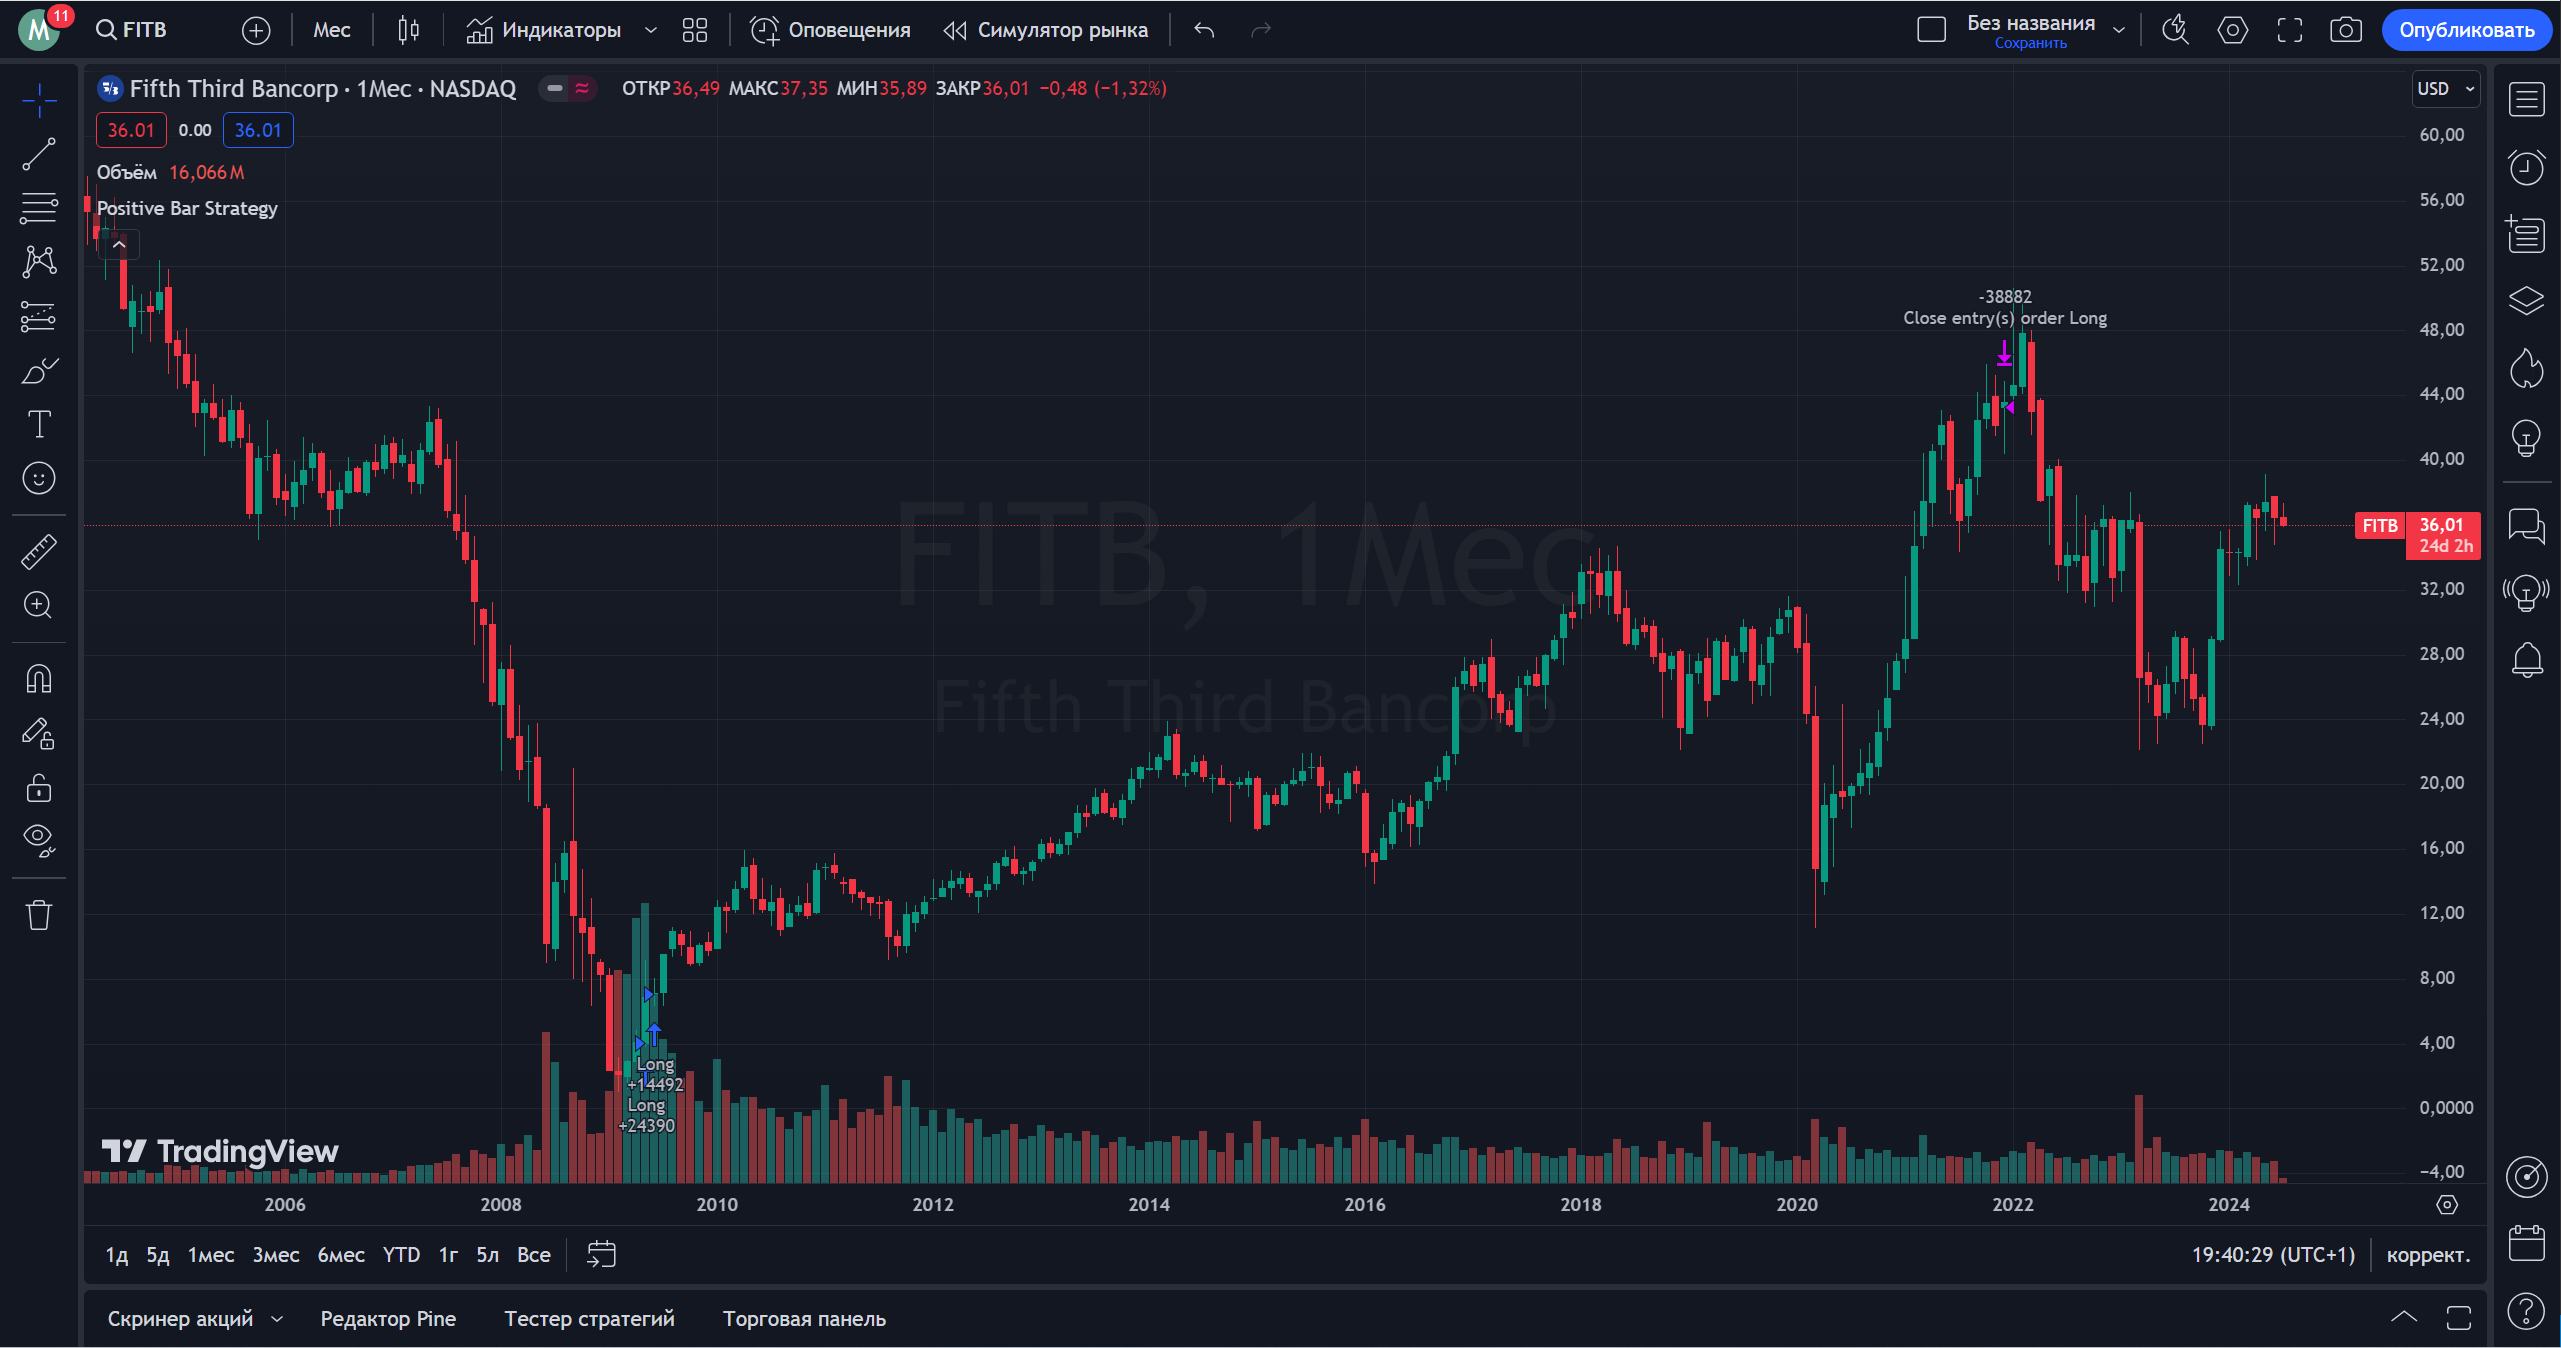 M 11 FITB Мес Индикаторы Оповещения Симулятор рынка Без названия Опубликовать
Сохранить
Fifth Third Bancorp · 1Мес · NASDAQ ОТКР36,49 МАКС37,35 МИН35,89 ЗАКР36,01 −0,48 (−1,32%) USD
36.01 0.00 36.01
Объём 16,066M
Positive Bar Strategy
60,00
56,00
52,00
-38882
Close entry(s) order Long
48,00
44,00
40,00
FITB 36,01
24d 2h
FITB, 1Мес
Fifth Third Bancorp
32,00
28,00
24,00
20,00
16,00
12,00
8,00
4,00
Long
+14492
Long
+24390
0,0000
TradingView
−4,00
2006 2008 2010 2012 2014 2016 2018 2020 2022 2024
1д 5д 1мес 3мес 6мес YTD 1г 5л Все 19:40:29 (UTC+1) коррект.
Скринер акций Редактор Pine Тестер стратегий Торговая панель